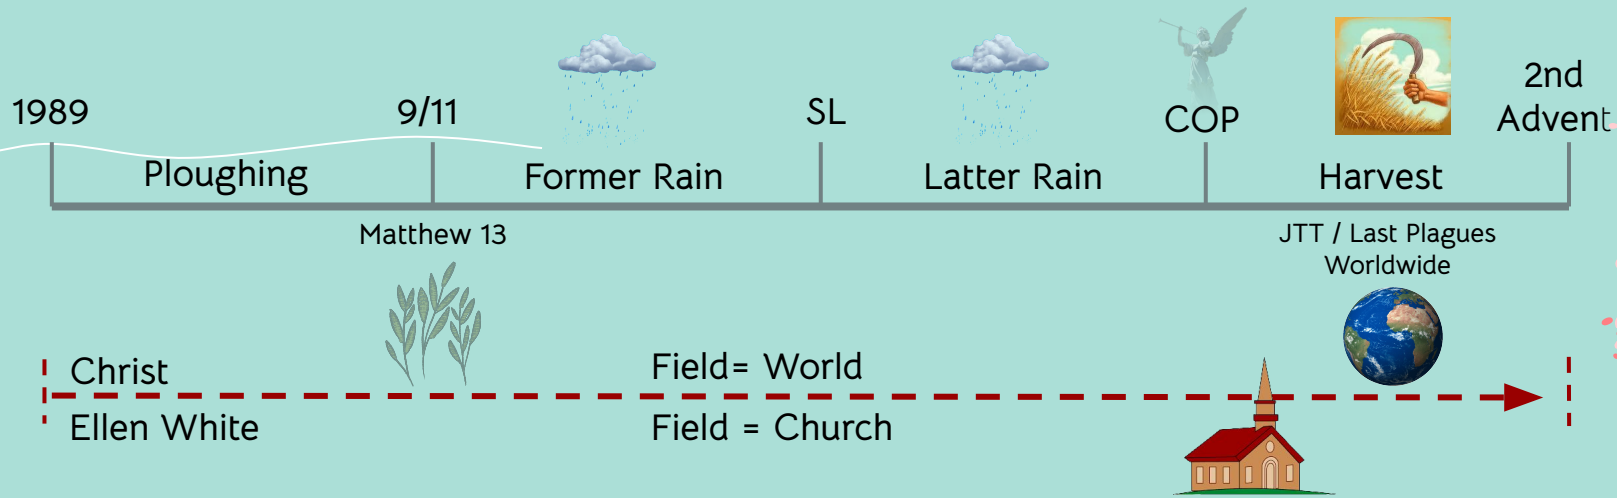 1989
9/11
SL
COP
2nd
Advent
Ploughing
Former Rain
Latter Rain
Harvest
Matthew 13
JTT / Last Plagues
Worldwide
Christ
Field= World
Ellen White
Field = Church